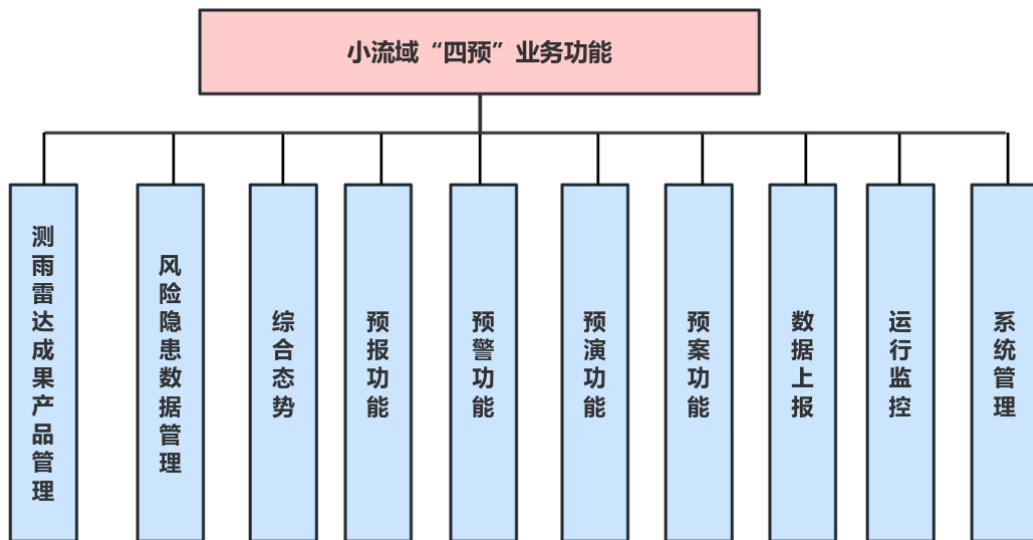 小流域“四预”业务功能
测雨雷达成果产品管理
风险隐患数据管理
综合态势
预报功能
预警功能
预演功能
预案功能
数据上报
运行监控
系统管理